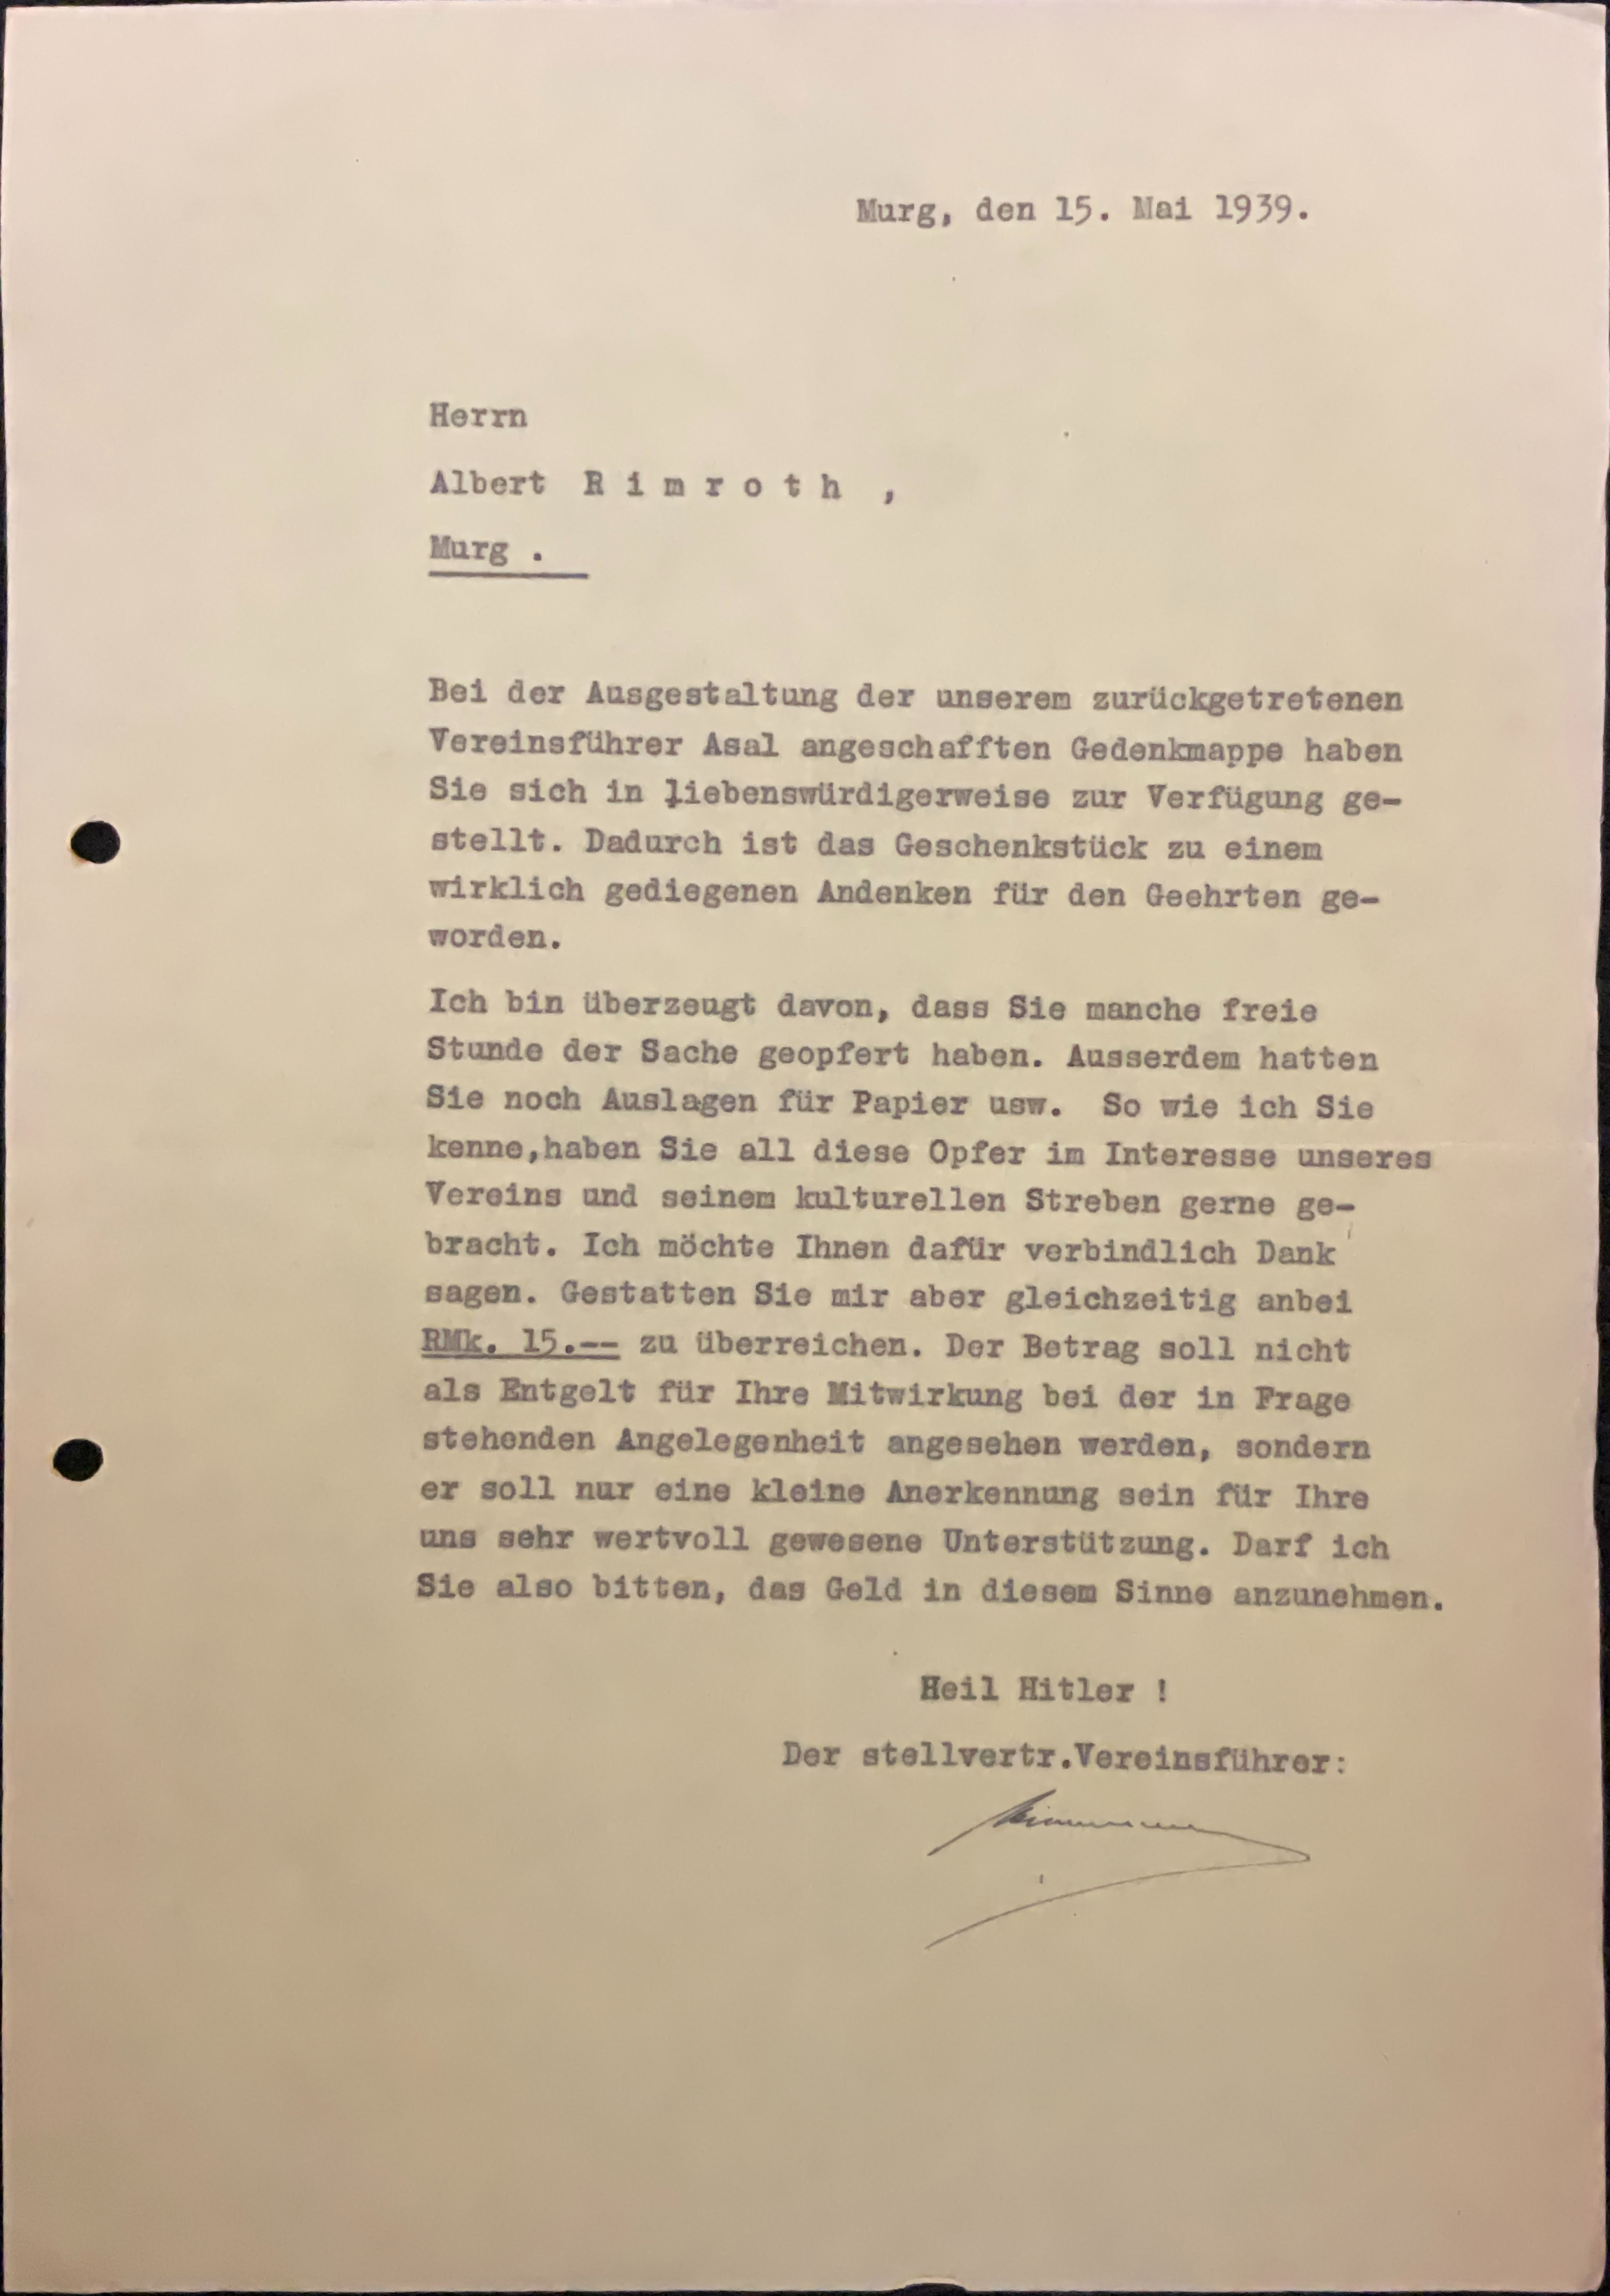 Murg, den 15. Mai 1939.
Herrn
Albert R i m r o t h ,
Murg .
Bei der Ausgestaltung der unserem zurückgetretenen
Vereinsführer Asal angeschafften Gedenkmappe haben
Sie sich in liebenswürdigerweise zur Verfügung ge-
stellt. Dadurch ist das Geschenkstück zu einem
wirklich gediegenen Andenken für den Geehrten ge-
worden.
Ich bin überzeugt davon, dass Sie manche freie
Stunde der Sache geopfert haben. Ausserdem hatten
Sie noch Auslagen für Papier usw. So wie ich Sie
kenne,haben Sie all diese Opfer im Interesse unseres
Vereins und seinem kulturellen Streben gerne ge-
bracht. Ich möchte Ihnen dafür verbindlich Dank
sagen. Gestatten Sie mir aber gleichzeitig anbei
RMk. 15.-- zu überreichen. Der Betrag soll nicht
als Entgelt für Ihre Mitwirkung bei der in Frage
stehenden Angelegenheit angesehen werden, sondern
er soll nur eine kleine Anerkennung sein für Ihre
uns sehr wertvoll gewesene Unterstützung. Darf ich
Sie also bitten, das Geld in diesem Sinne anzunehmen.
Heil Hitler !
Der stellvertr.Vereinsführer: